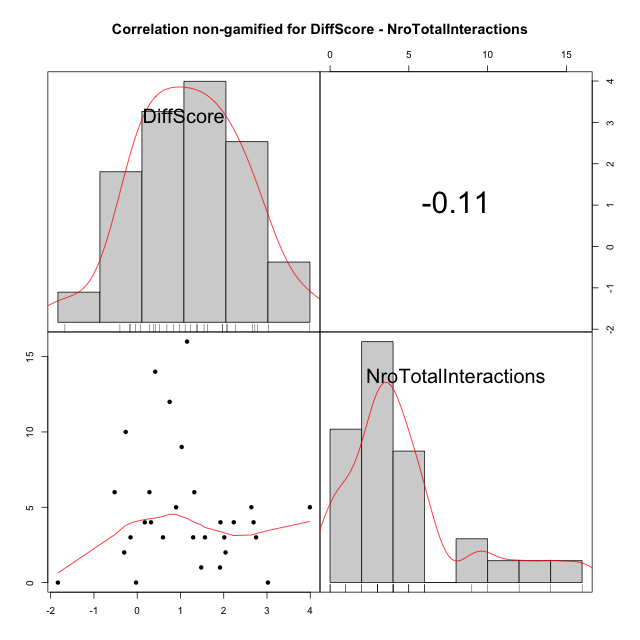 Correlation non-gamified for DiffScore - NroTotalInteractions
0 5 10 15
DiffScore
-0.11
4
3
2
1
0
-1
-2
NroTotalInteractions
15
10
5
0
-2 -1 0 1 2 3 4